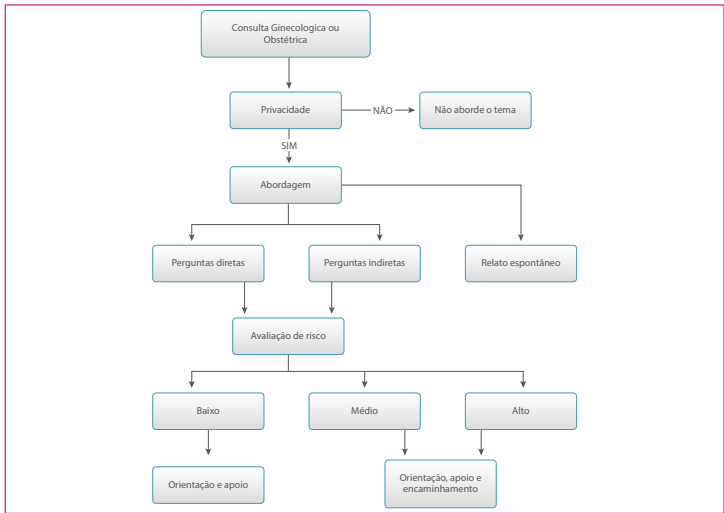 Consulta Ginecologica ou
Obstétrica
Privacidade
NÃO
Não aborde o tema
SIM
Abordagem
Perguntas diretas
Perguntas indiretas
Relato espontâneo
Avaliação de risco
Baixo
Médio
Alto
Orientação e apoio
Orientação, apoio e
encaminhamento